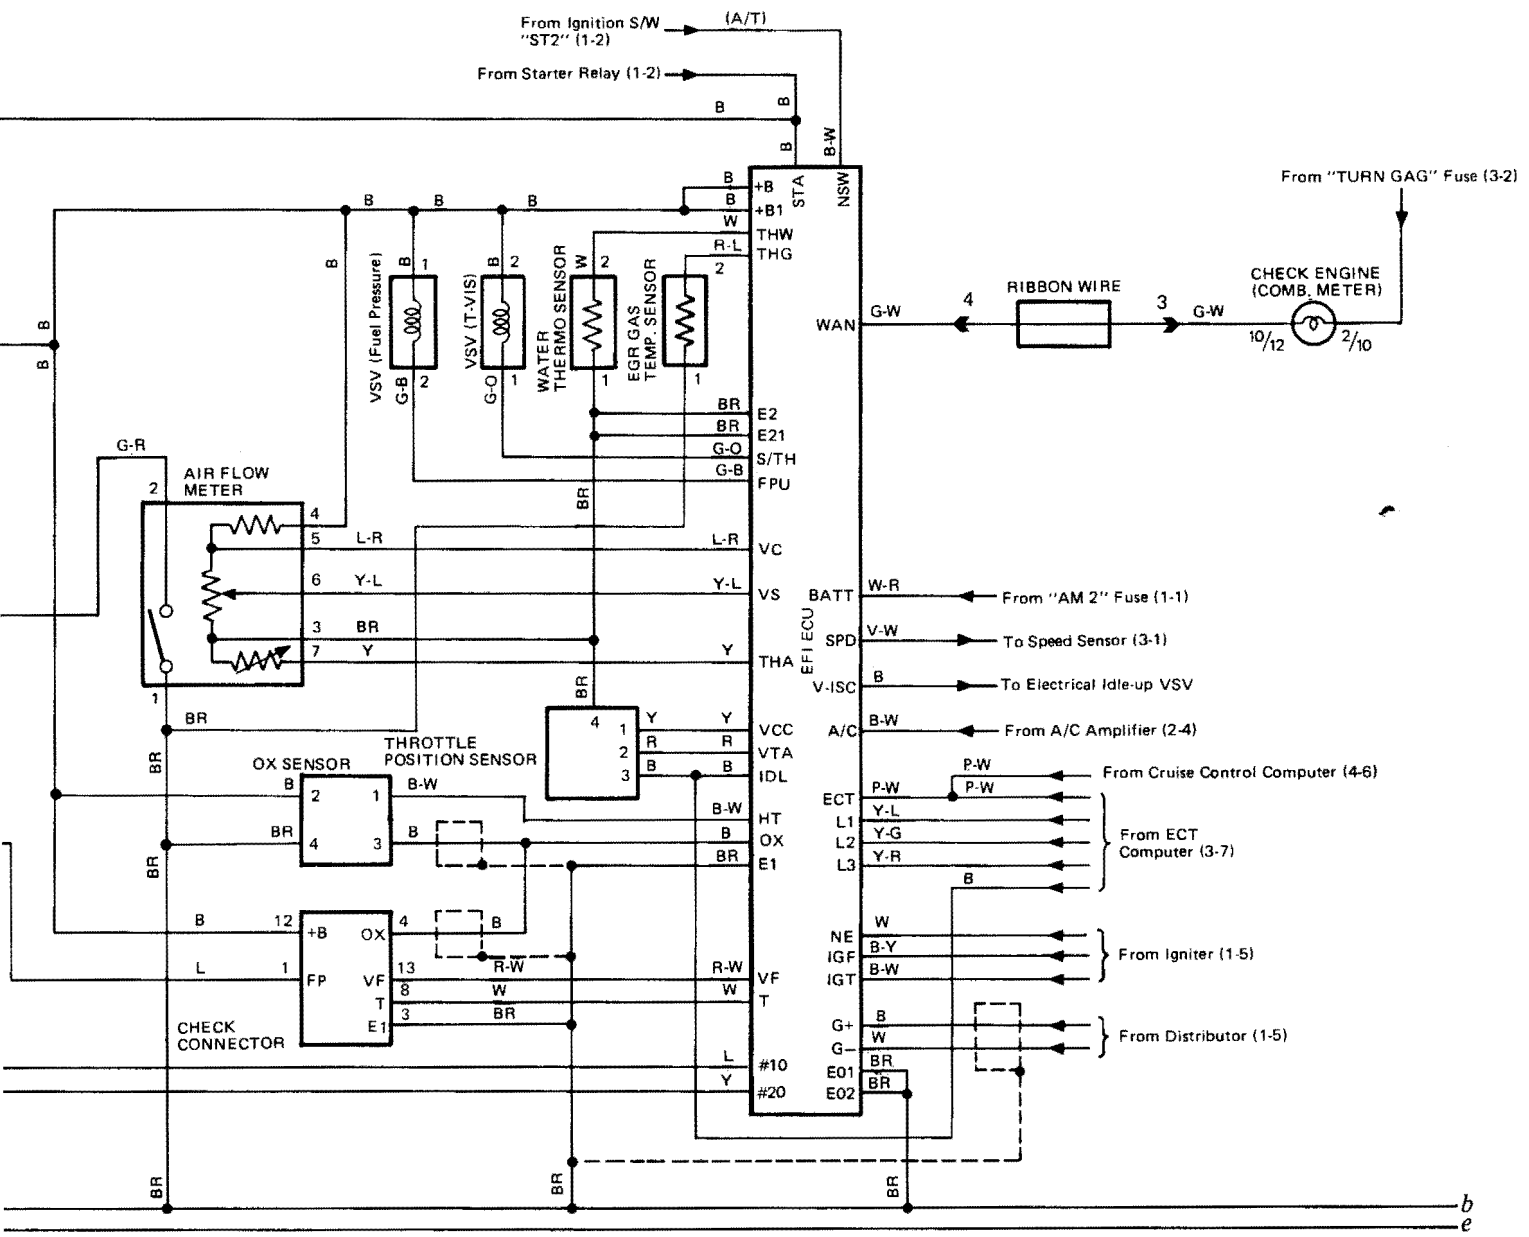 From Ignition S/W
"ST2" (1-2)
(A/T)
From Starter Relay (1-2)
B
B
B
B-W
From "TURN GAG" Fuse (3-2)
STA
NSW
B
B
B
B
+B
B
+B1
W
THW
R-L
THG
B
B
1
B
2
W
2
2
VSV (Fuel Pressure)
VSV (T-VIS)
WATER
THERMO SENSOR
EGR GAS
TEMP. SENSOR
CHECK ENGINE
(COMB. METER)
RIBBON WIRE
4
3
G-W
G-W
WAN
10/12
2/10
B
B
G-B
2
G-O
1
1
1
BR
E2
BR
E21
G-O
S/TH
G-B
FPU
G-R
AIR FLOW
METER
2
4
BR
5
L-R
L-R
VC
6
Y-L
Y-L
VS
3
BR
7
Y
Y
THA
1
BR
EFI ECU
BATT
W-R
From "AM 2" Fuse (1-1)
SPD
V-W
To Speed Sensor (3-1)
V-ISC
B
To Electrical Idle-up VSV
A/C
B-W
From A/C Amplifier (2-4)
BR
BR
THROTTLE
POSITION SENSOR
4
1
Y
Y
VCC
2
R
R
VTA
3
B
B
IDL
OX SENSOR
B
2
1
B-W
B-W
HT
BR
4
3
B
B
OX
BR
E1
BR
P-W
From Cruise Control Computer (4-6)
ECT
P-W
P-W
L1
Y-L
L2
Y-G
L3
Y-R
B
From ECT
Computer (3-7)
B
12
+B
OX
4
B
L
1
FP
VF
13
R-W
R-W
VF
T
8
W
W
T
E1
3
BR
CHECK
CONNECTOR
NE
W
IGF
B-Y
IGT
B-W
From Igniter (1-5)
G+
B
G−
W
From Distributor (1-5)
E01
BR
E02
BR
L
#10
Y
#20
BR
BR
BR
b
e